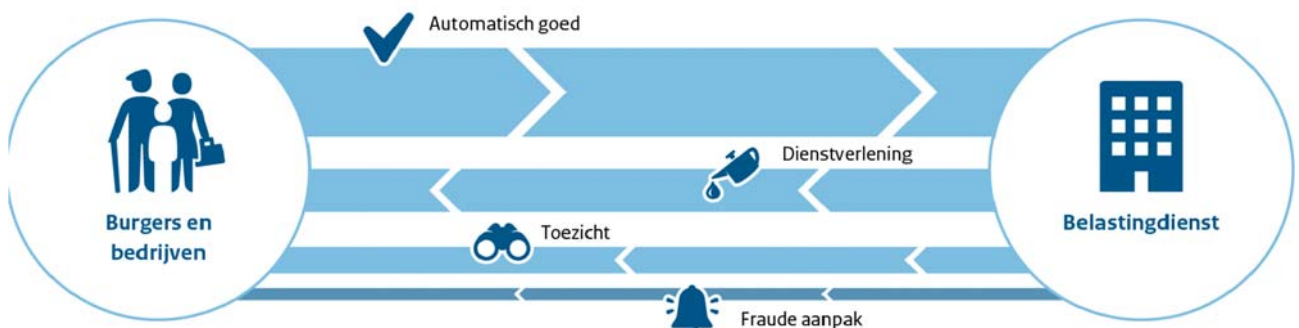 Automatisch goed
Dienstverlening
Burgers en
bedrijven
Toezicht
Belastingdienst
Fraude aanpak